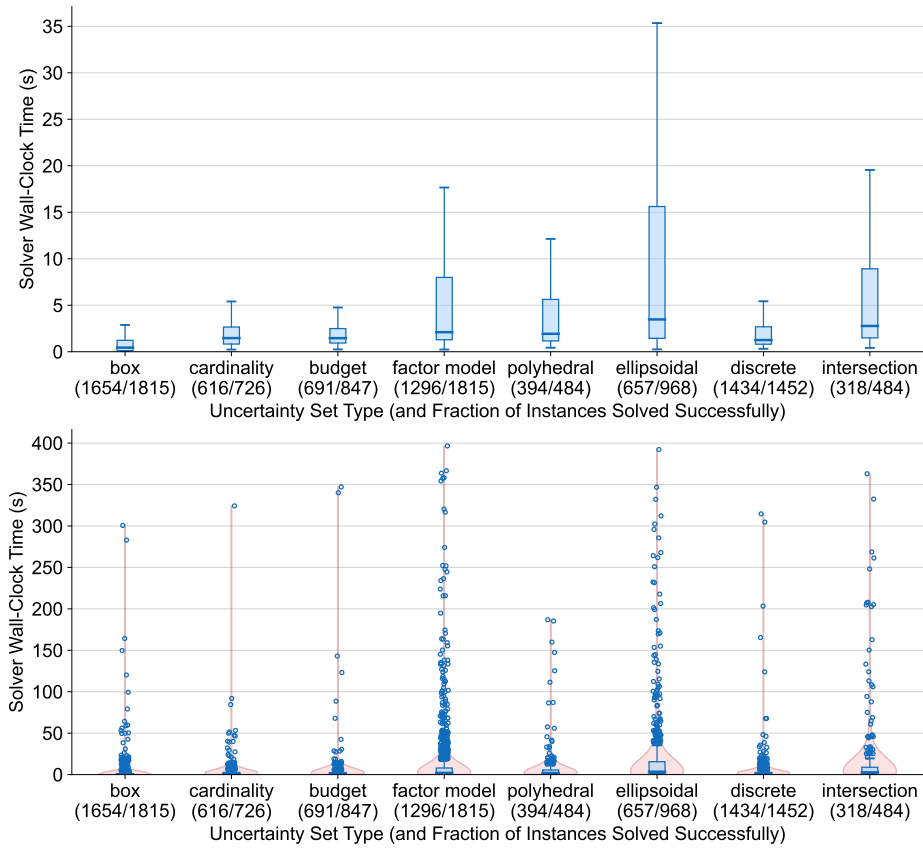 35
30
25
20
15
10
5
0
Solver Wall-Clock Time (s)
box cardinality budget factor model polyhedral ellipsoidal discrete intersection
(1654/1815) (616/726) (691/847) (1296/1815) (394/484) (657/968) (1434/1452) (318/484)
Uncertainty Set Type (and Fraction of Instances Solved Successfully)
400
350
300
250
200
150
100
50
0
Solver Wall-Clock Time (s)
box cardinality budget factor model polyhedral ellipsoidal discrete intersection
(1654/1815) (616/726) (691/847) (1296/1815) (394/484) (657/968) (1434/1452) (318/484)
Uncertainty Set Type (and Fraction of Instances Solved Successfully)